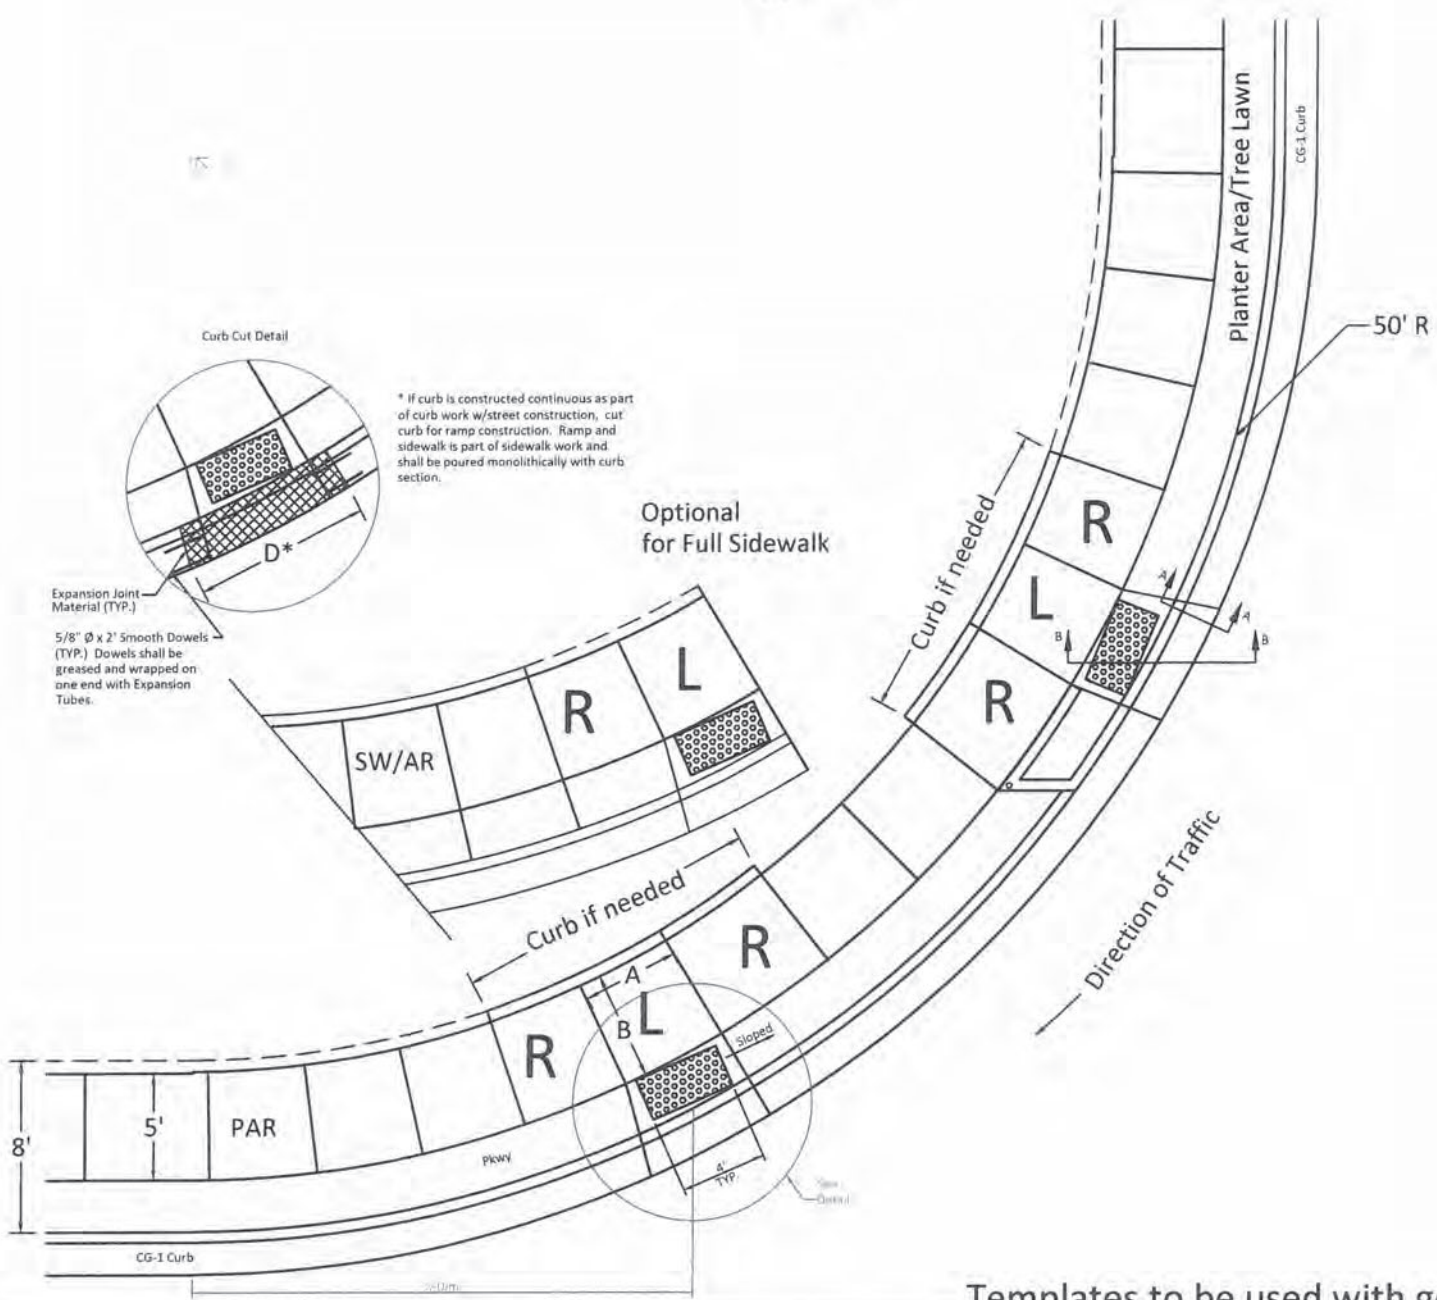 Planter Area/Tree Lawn
CG-1 Curb
50' R
Curb Cut Detail
* If curb is constructed continuous as part
of curb work w/street construction, cut
curb for ramp construction. Ramp and
sidewalk is part of sidewalk work and
shall be poured monolithically with curb
section.
D*
Expansion Joint
Material (TYP.)
5/8" Ø x 2' Smooth Dowels
(TYP.) Dowels shall be
greased and wrapped on
one end with Expansion
Tubes.
Optional
for Full Sidewalk
L
R
SW/AR
Curb if needed
R
L
R
A
A
B
B
Direction of Traffic
Curb if needed
R
A
B
L
R
Sloped
4'
TYP.
See
Detail
8'
5'
PAR
Pkwy
CG-1 Curb
Templates to be used with